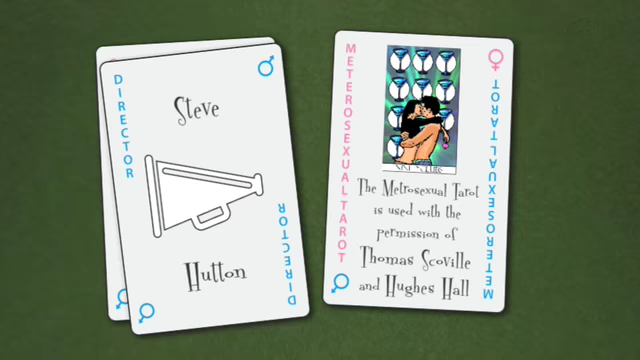 DIRECTOR
Steve
Hutton
DIRECTOR
METEROSEXUAL TAROT
The Metrosexual Tarot
is used with the
permission of
Thomas Scoville
and Hughes Hall
METEROSEXUAL TAROT